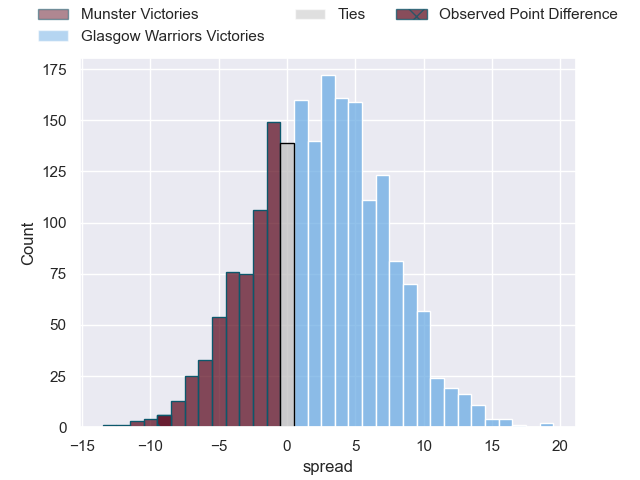 Munster Victories
Ties
Observed Point Difference
Glasgow Warriors Victories
175
150
125
100
75
50
25
0
Count
−15
−10
−5
0
5
10
15
20
spread